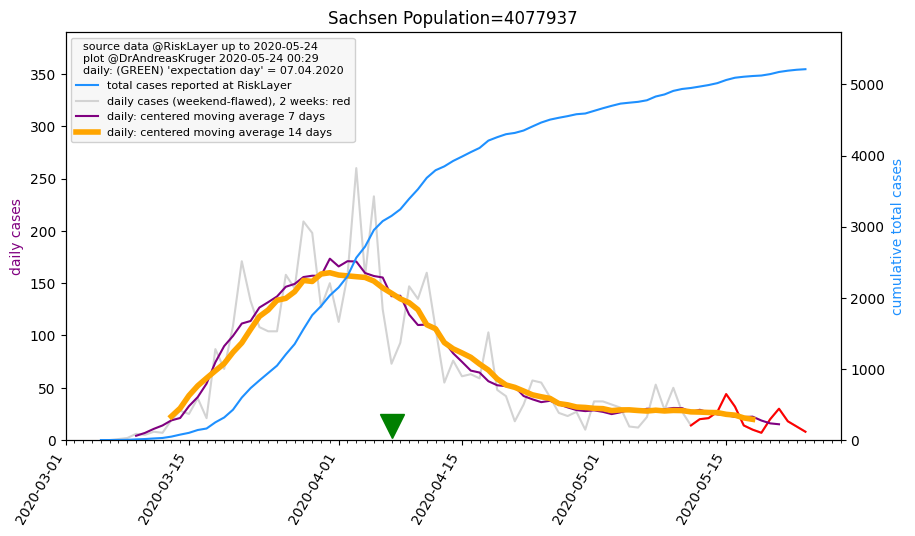 Sachsen Population=4077937
source data @RiskLayer up to 2020-05-24
plot @DrAndreasKruger 2020-05-24 00:29
daily: (GREEN) 'expectation day' = 07.04.2020
total cases reported at RiskLayer
daily cases (weekend-flawed), 2 weeks: red
daily: centered moving average 7 days
daily: centered moving average 14 days
daily cases
350
300
250
200
150
100
50
0
5000
4000
3000
2000
1000
0
cumulative total cases
2020-03-01
2020-03-15
2020-04-01
2020-04-15
2020-05-01
2020-05-15